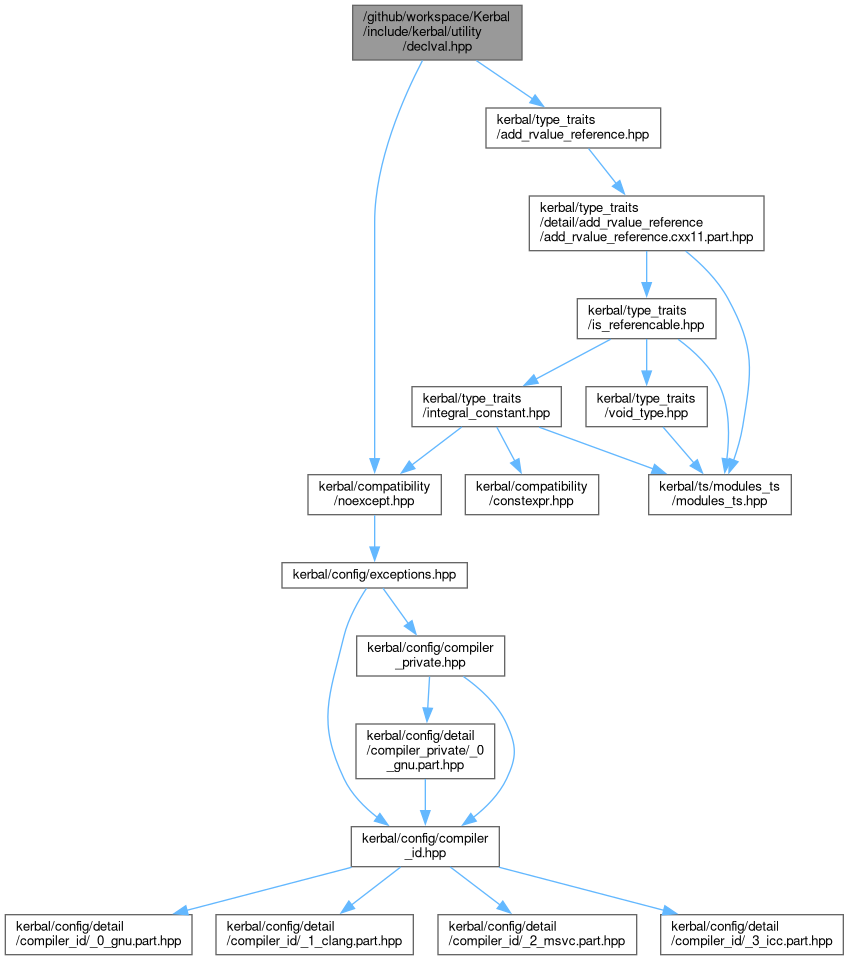 /github/workspace/Kerbal
/include/kerbal/utility
/declval.hpp
kerbal/type_traits
/add_rvalue_reference.hpp
kerbal/type_traits
/detail/add_rvalue_reference
/add_rvalue_reference.cxx11.part.hpp
kerbal/type_traits
/is_referencable.hpp
kerbal/type_traits
/integral_constant.hpp
kerbal/type_traits
/void_type.hpp
kerbal/compatibility
/noexcept.hpp
kerbal/compatibility
/constexpr.hpp
kerbal/ts/modules_ts
/modules_ts.hpp
kerbal/config/exceptions.hpp
kerbal/config/compiler
_private.hpp
kerbal/config/detail
/compiler_private/_0
_gnu.part.hpp
kerbal/config/compiler
_id.hpp
kerbal/config/detail
/compiler_id/_0_gnu.part.hpp
kerbal/config/detail
/compiler_id/_1_clang.part.hpp
kerbal/config/detail
/compiler_id/_2_msvc.part.hpp
kerbal/config/detail
/compiler_id/_3_icc.part.hpp